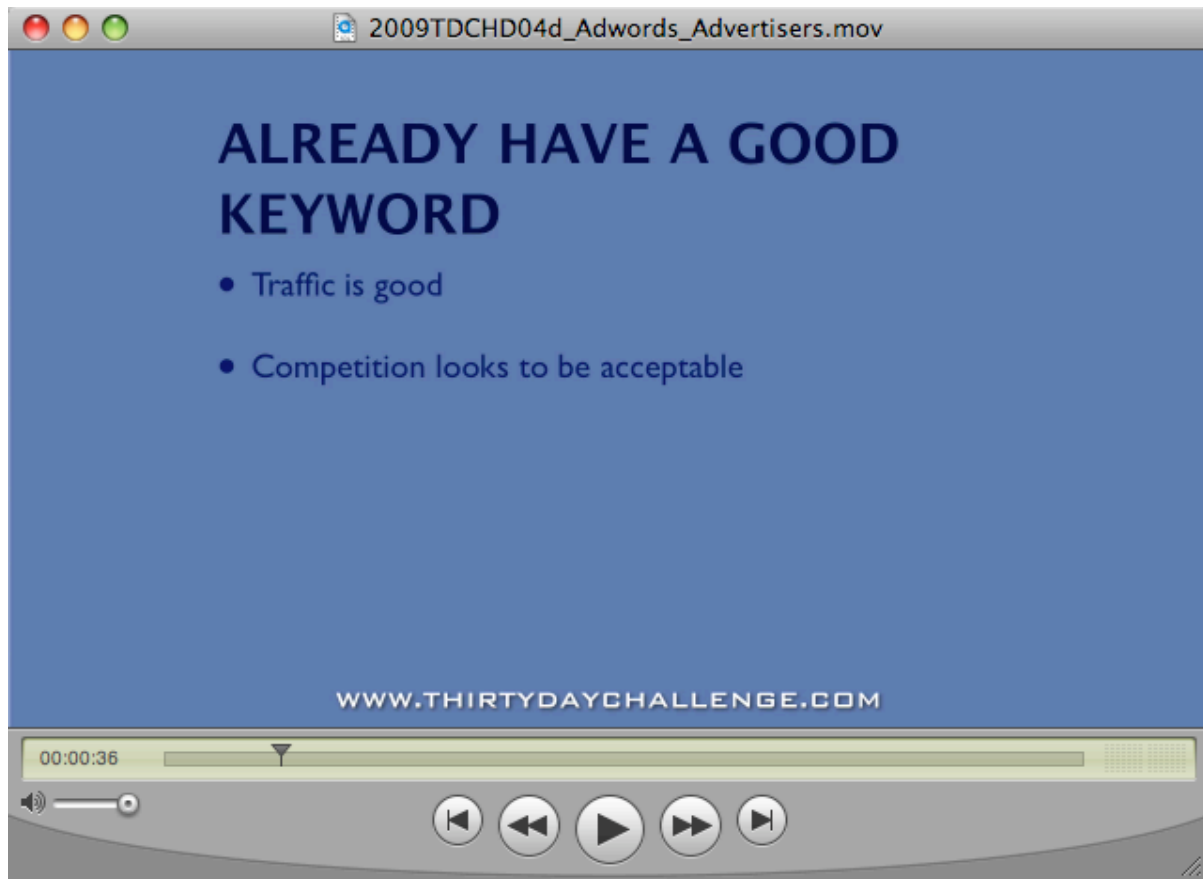 2009TDCHD04d_Adwords_Advertisers.mov
ALREADY HAVE A GOOD
KEYWORD
• Traffic is good
• Competition looks to be acceptable
WWW.THIRTYDAYCHALLENGE.COM
00:00:36